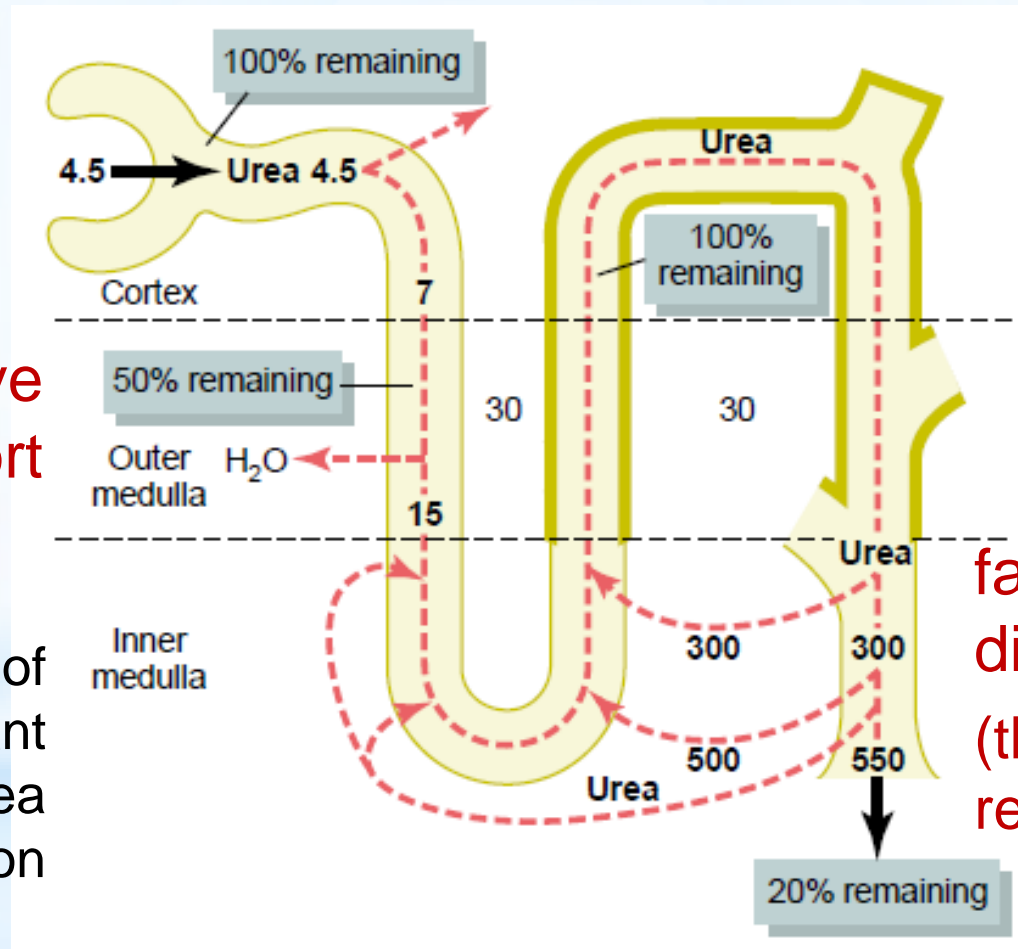 100% remaining
4.5
Urea 4.5
Urea
100%
remaining
Cortex
7
50% remaining
30
30
Outer
medulla
H₂O
15
ve
ort
Urea
Inner
medulla
300
300
500
550
Urea
of
nt
ea
on
fa
di
(th
re
20% remaining